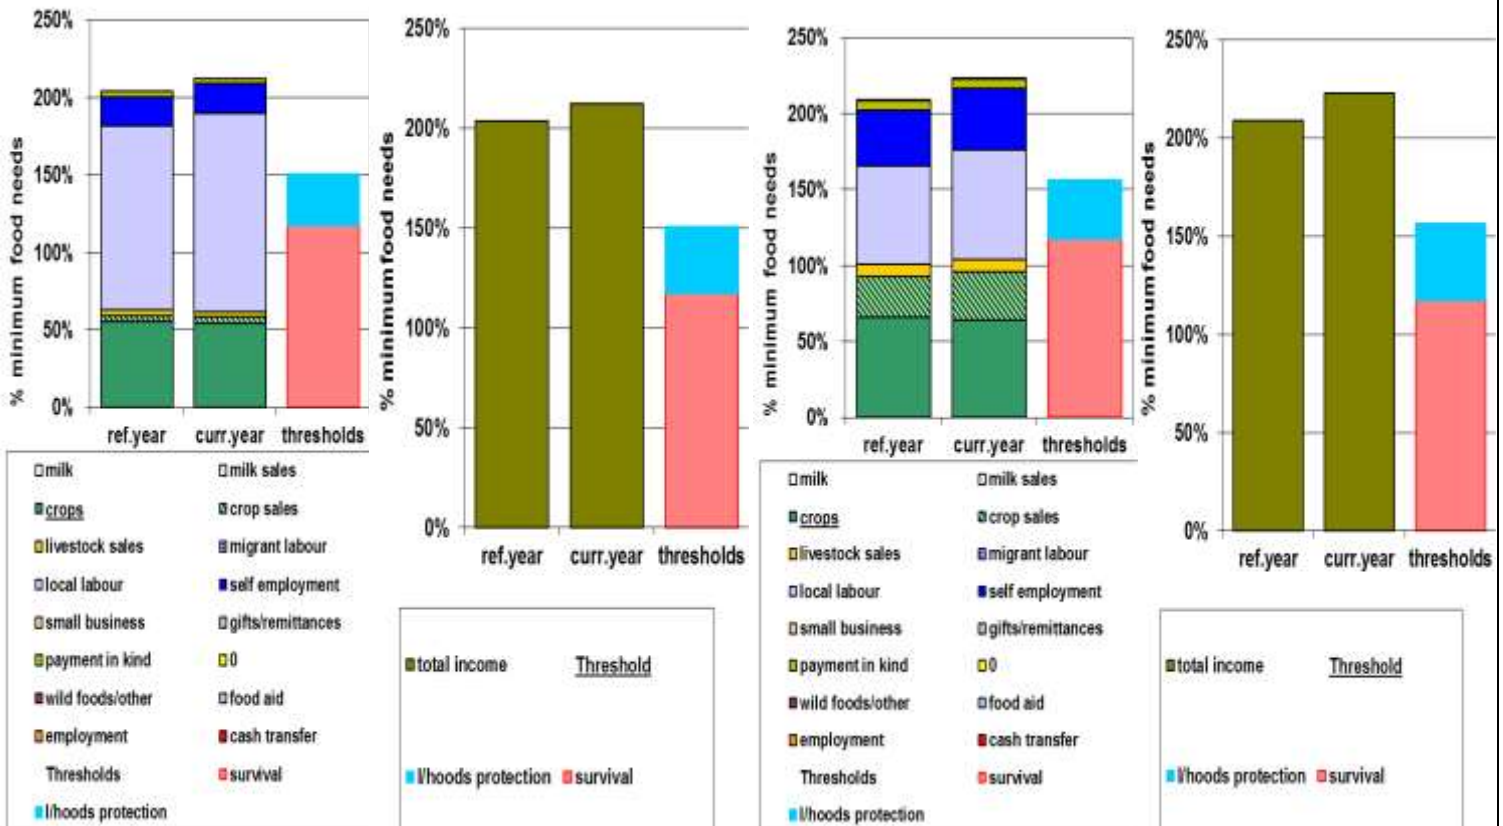 250%
200%
150%
100%
50%
0%
% minimum food needs
ref.year curr.year thresholds
milk milk sales
crops crop sales
livestock sales migrant labour
local labour self employment
small business gifts/remittances
payment in kind 0
wild foods/other food aid
employment cash transfer
Thresholds survival
l/hoods protection
250%
200%
150%
100%
50%
0%
% minimum food needs
ref.year curr.year thresholds
total income Threshold
l/hoods protection survival
250%
200%
150%
100%
50%
0%
% minimum food needs
ref.year curr.year thresholds
milk milk sales
crops crop sales
livestock sales migrant labour
local labour self employment
small business gifts/remittances
payment in kind 0
wild foods/other food aid
employment cash transfer
Thresholds survival
l/hoods protection
250%
200%
150%
100%
50%
0%
% minimum food needs
ref.year curr.year thresholds
total income Threshold
l/hoods protection survival